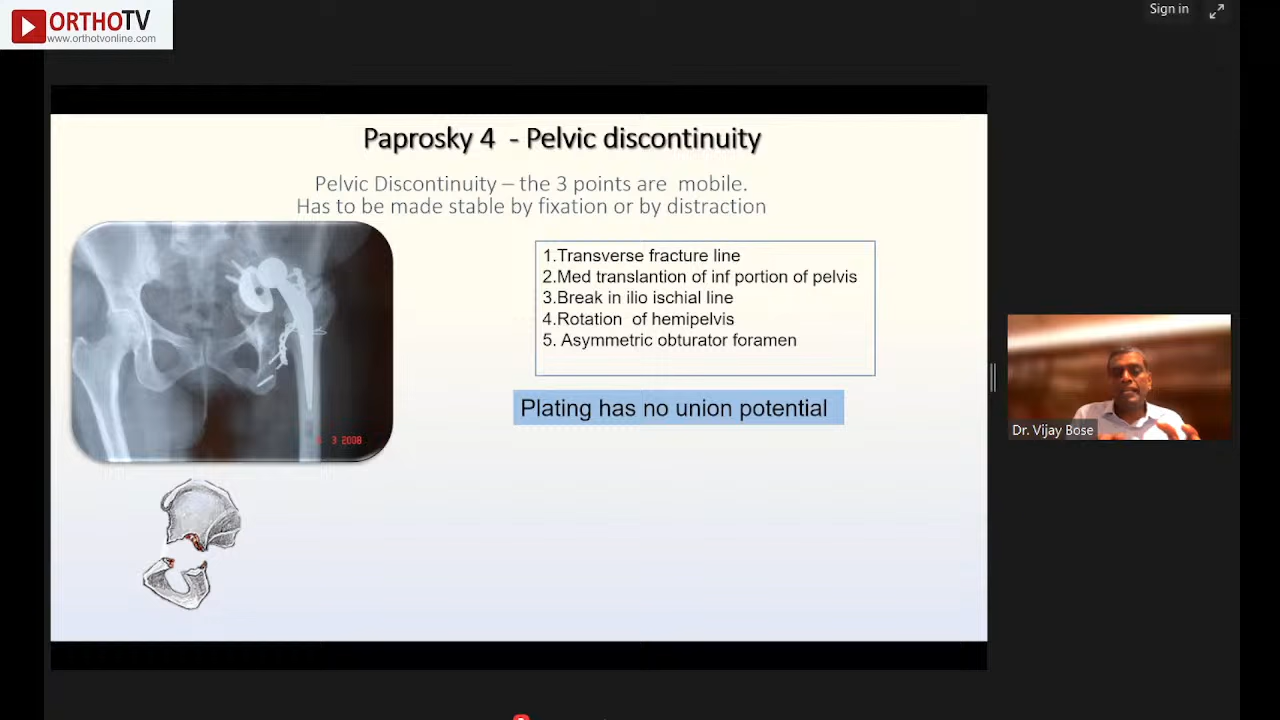 ORTHOTV
www.orthotvonline.com
Sign in
Paprosky 4 - Pelvic discontinuity
Pelvic Discontinuity – the 3 points are mobile.
Has to be made stable by fixation or by distraction
1.Transverse fracture line
2.Med translantion of inf portion of pelvis
3.Break in ilio ischial line
4.Rotation of hemipelvis
5. Asymmetric obturator foramen
Plating has no union potential
3 2008
Dr. Vijay Bose